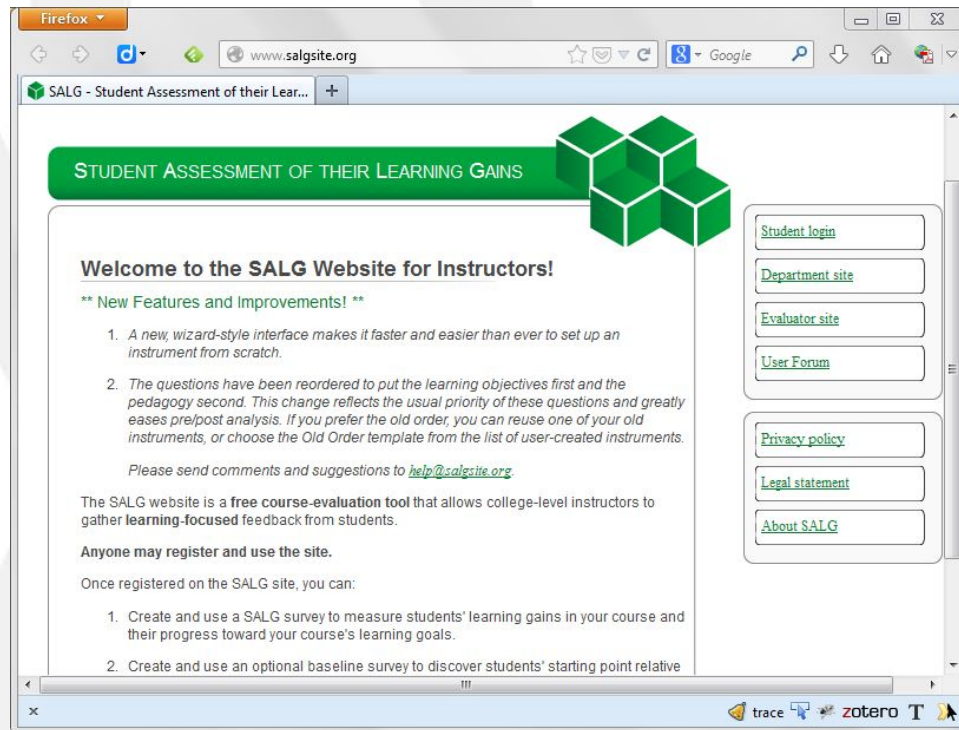 Firefox
www.salgsite.org
Google
SALG - Student Assessment of their Lear...
STUDENT ASSESSMENT OF THEIR LEARNING GAINS
Welcome to the SALG Website for Instructors!
** New Features and Improvements! **
1. A new, wizard-style interface makes it faster and easier than ever to set up an
instrument from scratch.
2. The questions have been reordered to put the learning objectives first and the
pedagogy second. This change reflects the usual priority of these questions and greatly
eases pre/post analysis. If you prefer the old order, you can reuse one of your old
instruments, or choose the Old Order template from the list of user-created instruments.
Please send comments and suggestions to help@salgsite.org.
The SALG website is a free course-evaluation tool that allows college-level instructors to
gather learning-focused feedback from students.
Anyone may register and use the site.
Once registered on the SALG site, you can:
1. Create and use a SALG survey to measure students' learning gains in your course and
their progress toward your course's learning goals.
2. Create and use an optional baseline survey to discover students' starting point relative
Student login
Department site
Evaluator site
User Forum
Privacy policy
Legal statement
About SALG
x
trace zotero T